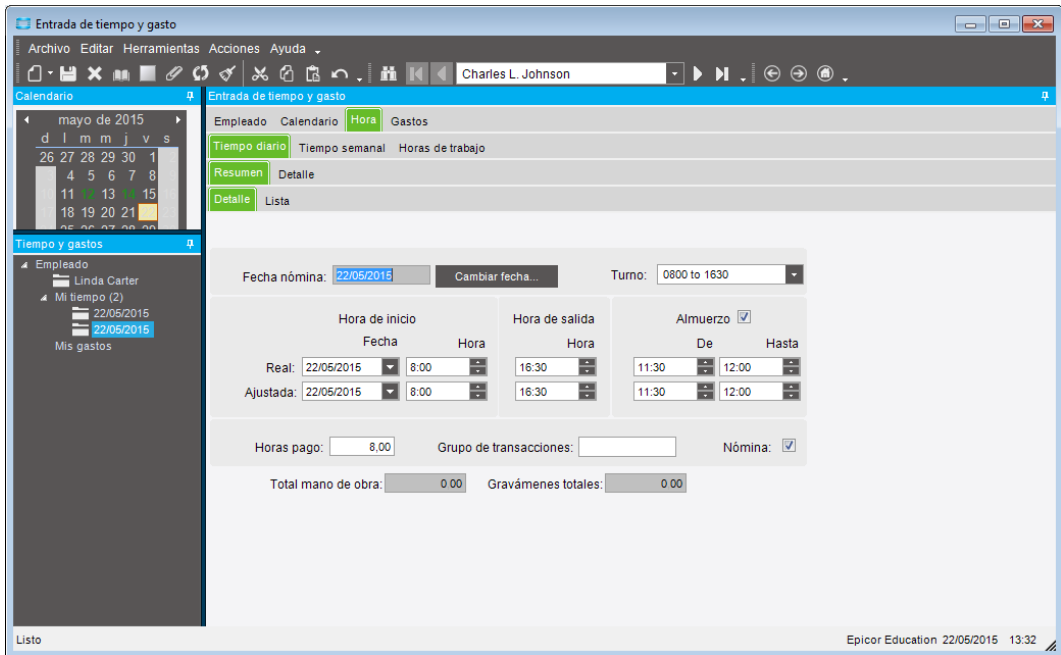 Entrada de tiempo y gasto
Archivo Editar Herramientas Acciones Ayuda
Charles L. Johnson
Calendario
mayo de 2015
d l m m j v s
26 27 28 29 30 1
4 5 6 7 8
11 12 13 14 15
18 19 20 21
Tiempo y gastos
Empleado
Linda Carter
Mi tiempo (2)
22/05/2015
22/05/2015
Mis gastos
Entrada de tiempo y gasto
Empleado Calendario Hora Gastos
Tiempo diario Tiempo semanal Horas de trabajo
Resumen Detalle
Detalle Lista
Fecha nómina: 22/05/2015 Cambiar fecha... Turno: 0800 to 1630
Hora de inicio Hora de salida Almuerzo
Fecha Hora Hora De Hasta
Real: 22/05/2015 8:00 16:30 11:30 12:00
Ajustada: 22/05/2015 8:00 16:30 11:30 12:00
Horas pago: 8,00 Grupo de transacciones: Nómina:
Total mano de obra: 0 00 Gravámenes totales: 0 00
Listo Epicor Education 22/05/2015 13:32